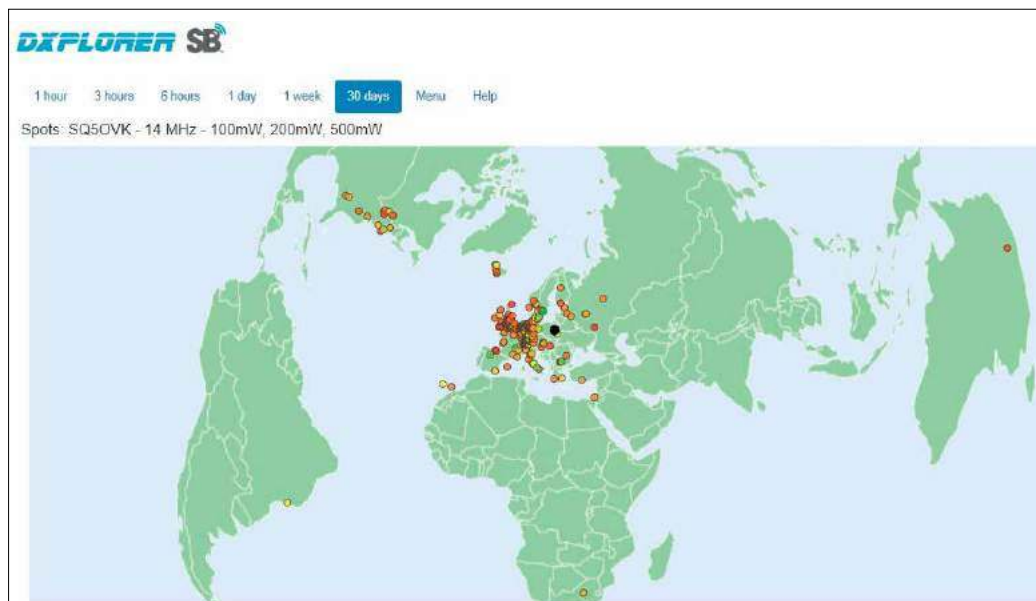 DXPLORER SB
1 hour 3 hours 6 hours 1 day 1 week 30 days Menu Help
Spots: SQ5OVK - 14 MHz - 100mW, 200mW, 500mW